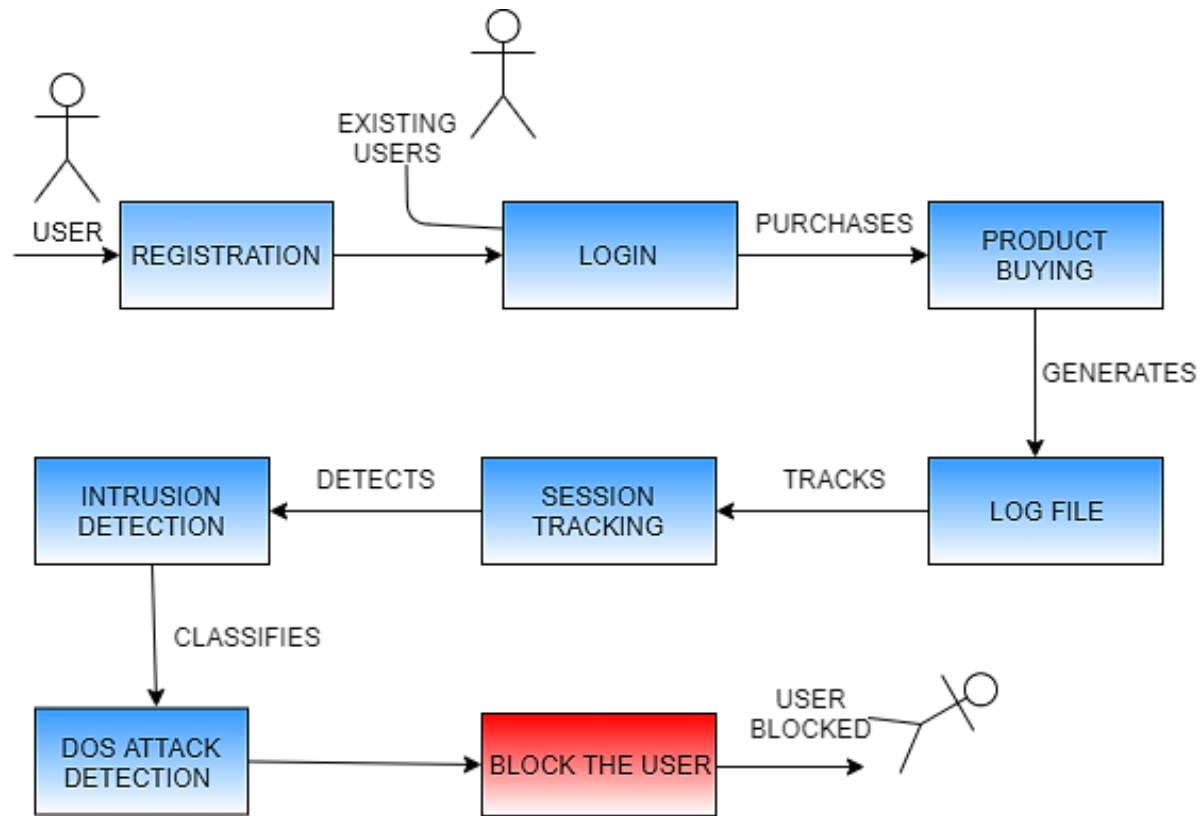 EXISTING
USERS
USER
REGISTRATION
LOGIN
PURCHASES
PRODUCT
BUYING
GENERATES
LOG FILE
TRACKS
SESSION
TRACKING
DETECTS
INTRUSION
DETECTION
CLASSIFIES
DOS ATTACK
DETECTION
BLOCK THE USER
USER
BLOCKED